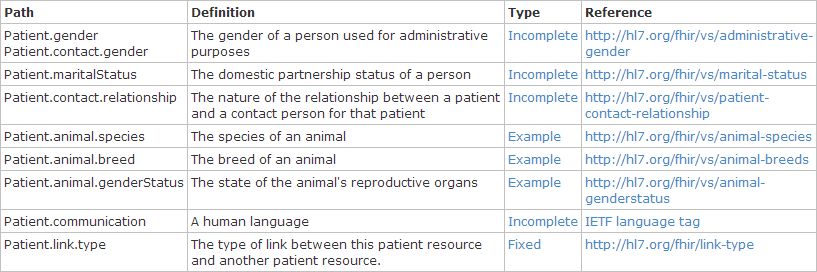 Path Definition Type Reference
Patient.gender The gender of a person used for administrative Incomplete http://hl7.org/fhir/vs/administrative-
Patient.contact.gender purposes gender
Patient.maritalStatus The domestic partnership status of a person Incomplete http://hl7.org/fhir/vs/marital-status
Patient.contact.relationship The nature of the relationship between a patient Incomplete http://hl7.org/fhir/vs/patient-
and a contact person for that patient contact-relationship
Patient.animal.species The species of an animal Example http://hl7.org/fhir/vs/animal-species
Patient.animal.breed The breed of an animal Example http://hl7.org/fhir/vs/animal-breeds
Patient.animal.genderStatus The state of the animal's reproductive organs Example http://hl7.org/fhir/vs/animal-
genderstatus
Patient.communication A human language Incomplete IETF language tag
Patient.link.type The type of link between this patient resource Fixed http://hl7.org/fhir/link-type
and another patient resource.